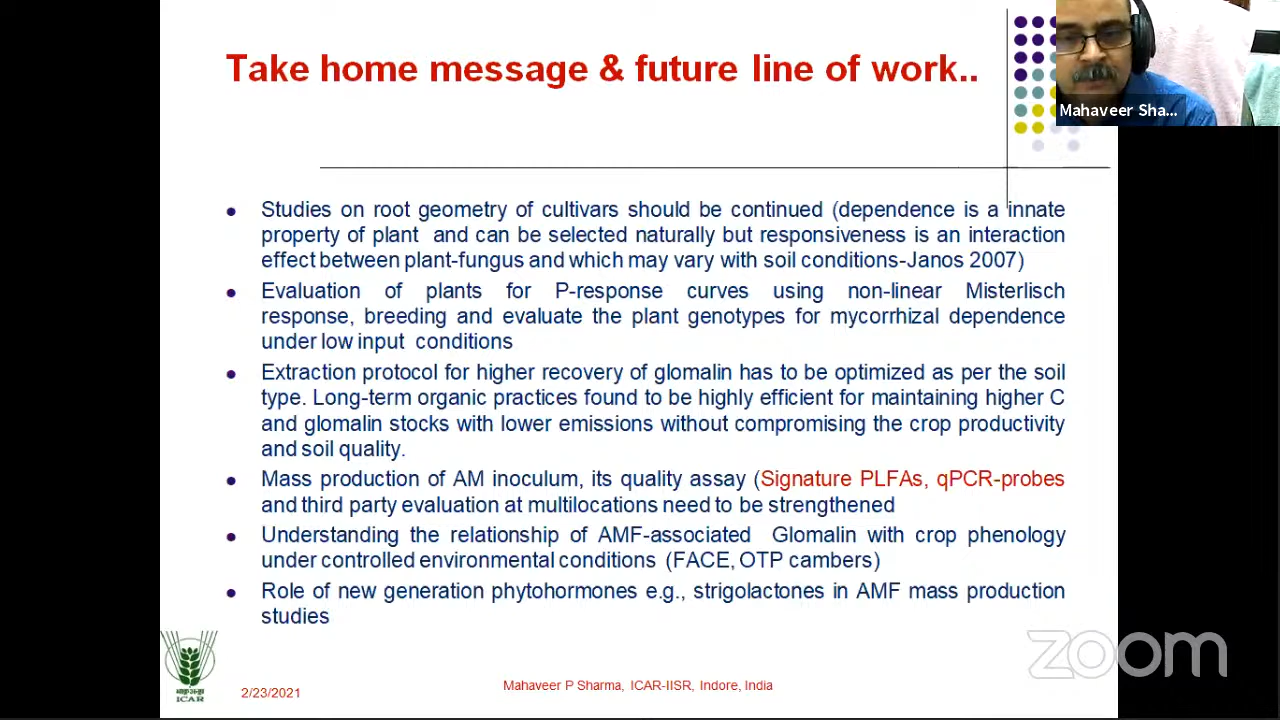 Take home message & future line of work..
Mahaveer Sha...
Studies on root geometry of cultivars should be continued (dependence is a innate
property of plant and can be selected naturally but responsiveness is an interaction
effect between plant-fungus and which may vary with soil conditions-Janos 2007)
Evaluation of plants for P-response curves using non-linear Misterlisch
response, breeding and evaluate the plant genotypes for mycorrhizal dependence
under low input conditions
Extraction protocol for higher recovery of glomalin has to be optimized as per the soil
type. Long-term organic practices found to be highly efficient for maintaining higher C
and glomalin stocks with lower emissions without compromising the crop productivity
and soil quality.
Mass production of AM inoculum, its quality assay (Signature PLFAs, qPCR-probes
and third party evaluation at multilocations need to be strengthened
Understanding the relationship of AMF-associated Glomalin with crop phenology
under controlled environmental conditions (FACE, OTP cambers)
Role of new generation phytohormones e.g., strigolactones in AMF mass production
studies
zoom
ICAR
2/23/2021
Mahaveer P Sharma, ICAR-IISR, Indore, India